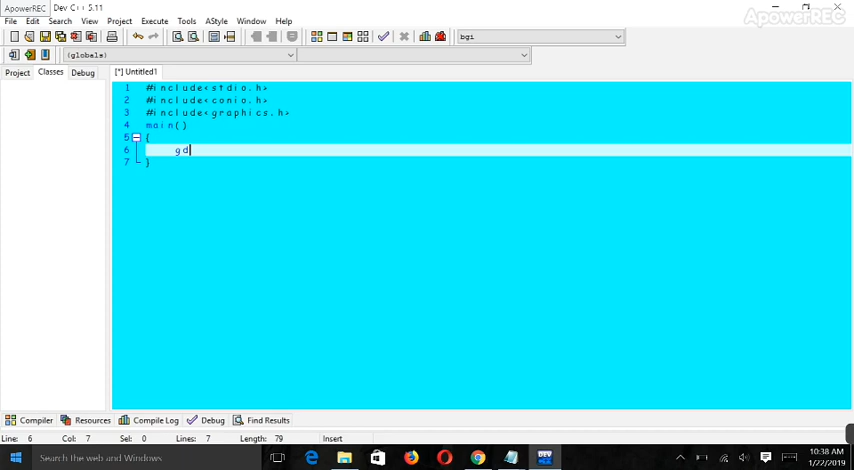 ApowerREC
Dev C++ 5.11
ApowerREC
File Edit Search View Project Execute Tools AStyle Window Help
bgi
(globals)
Project Classes Debug
[*] Untitled1
1 #include<stdio.h>
2 #include<conio.h>
3 #include<graphics.h>
4 main()
5 {
6 gd
7 }
Compiler Resources Compile Log Debug Find Results
Line: 6 Col: 7 Sel: 0 Lines: 7 Length: 79 Insert
Search the web and Windows
DEV
10:38 AM
1/22/2019